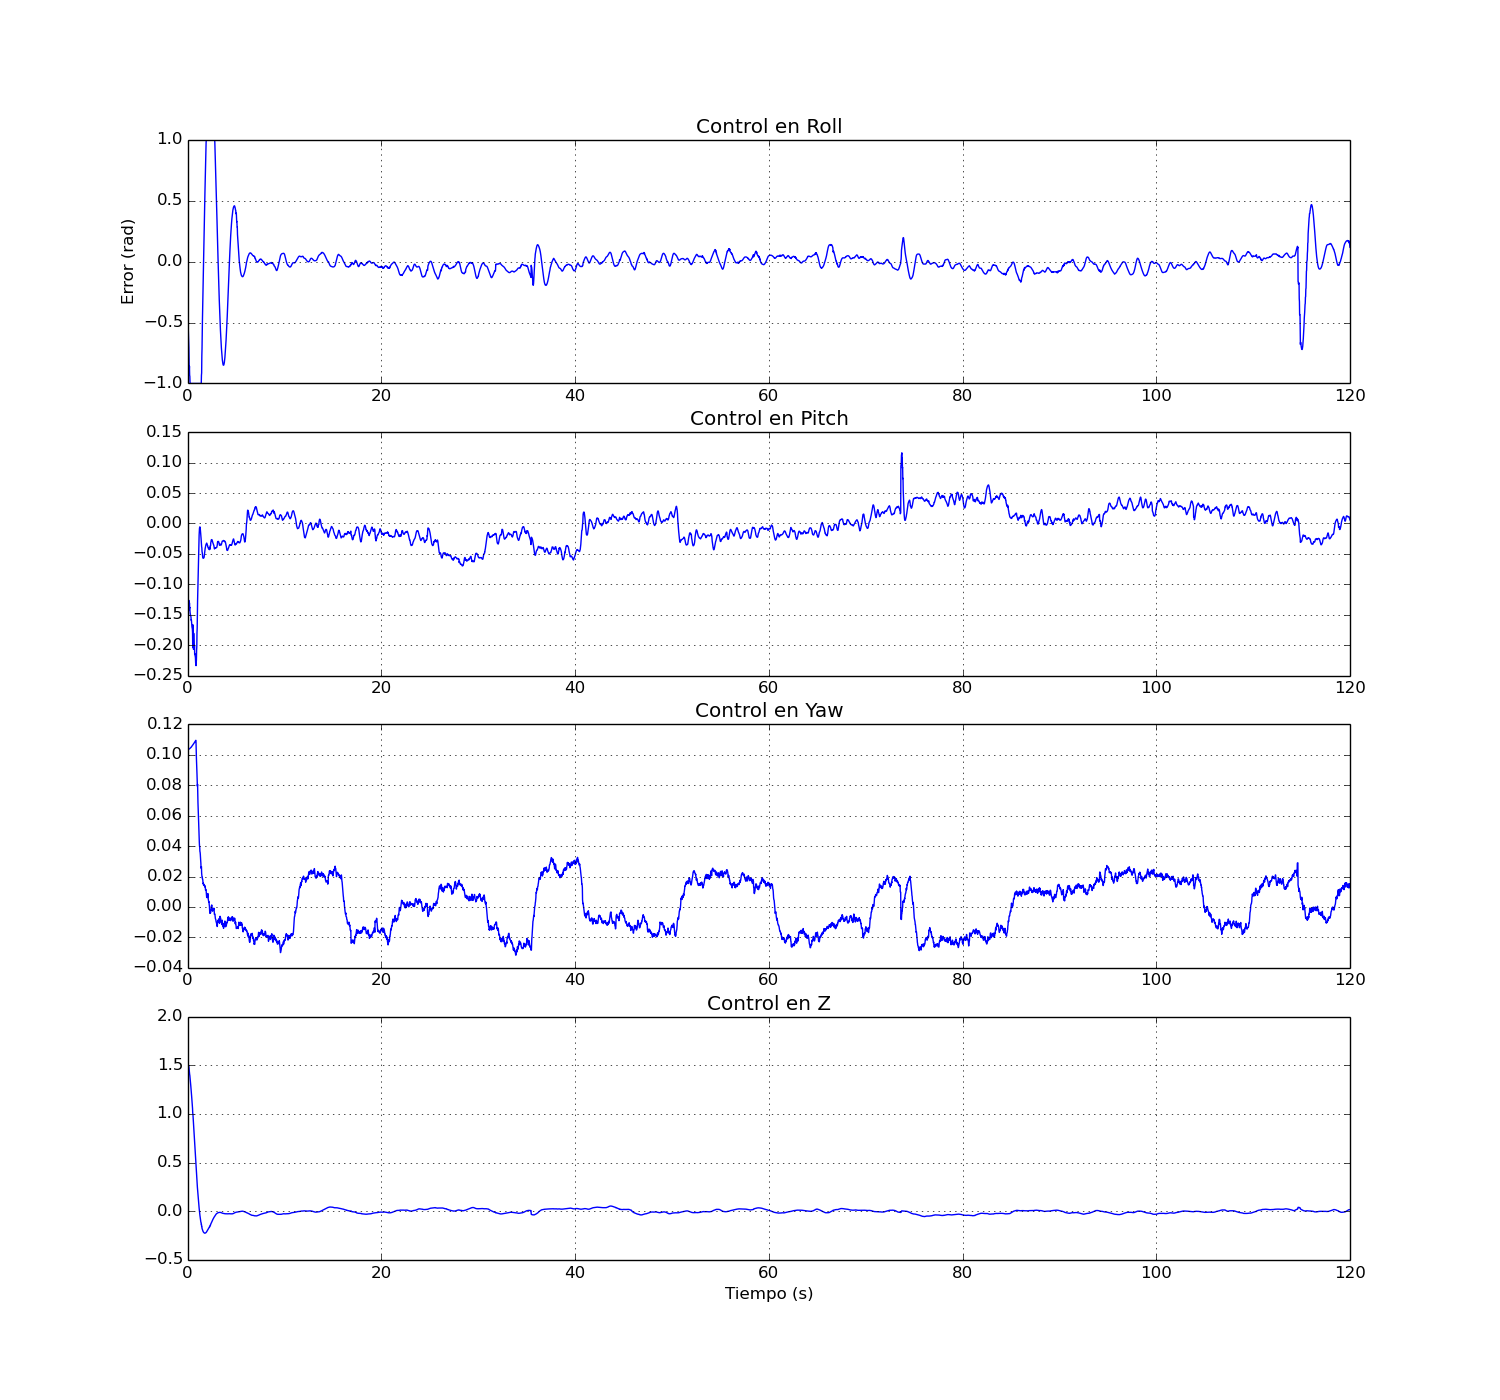 Control en Roll
1.0
0.5
0.0
−0.5
−1.0
Error (rad)
0 20 40 60 80 100 120
Control en Pitch
0.15
0.10
0.05
0.00
−0.05
−0.10
−0.15
−0.20
−0.25
0 20 40 60 80 100 120
Control en Yaw
0.12
0.10
0.08
0.06
0.04
0.02
0.00
−0.02
−0.04
0 20 40 60 80 100 120
Control en Z
2.0
1.5
1.0
0.5
0.0
−0.5
0 20 40 60 80 100 120
Tiempo (s)